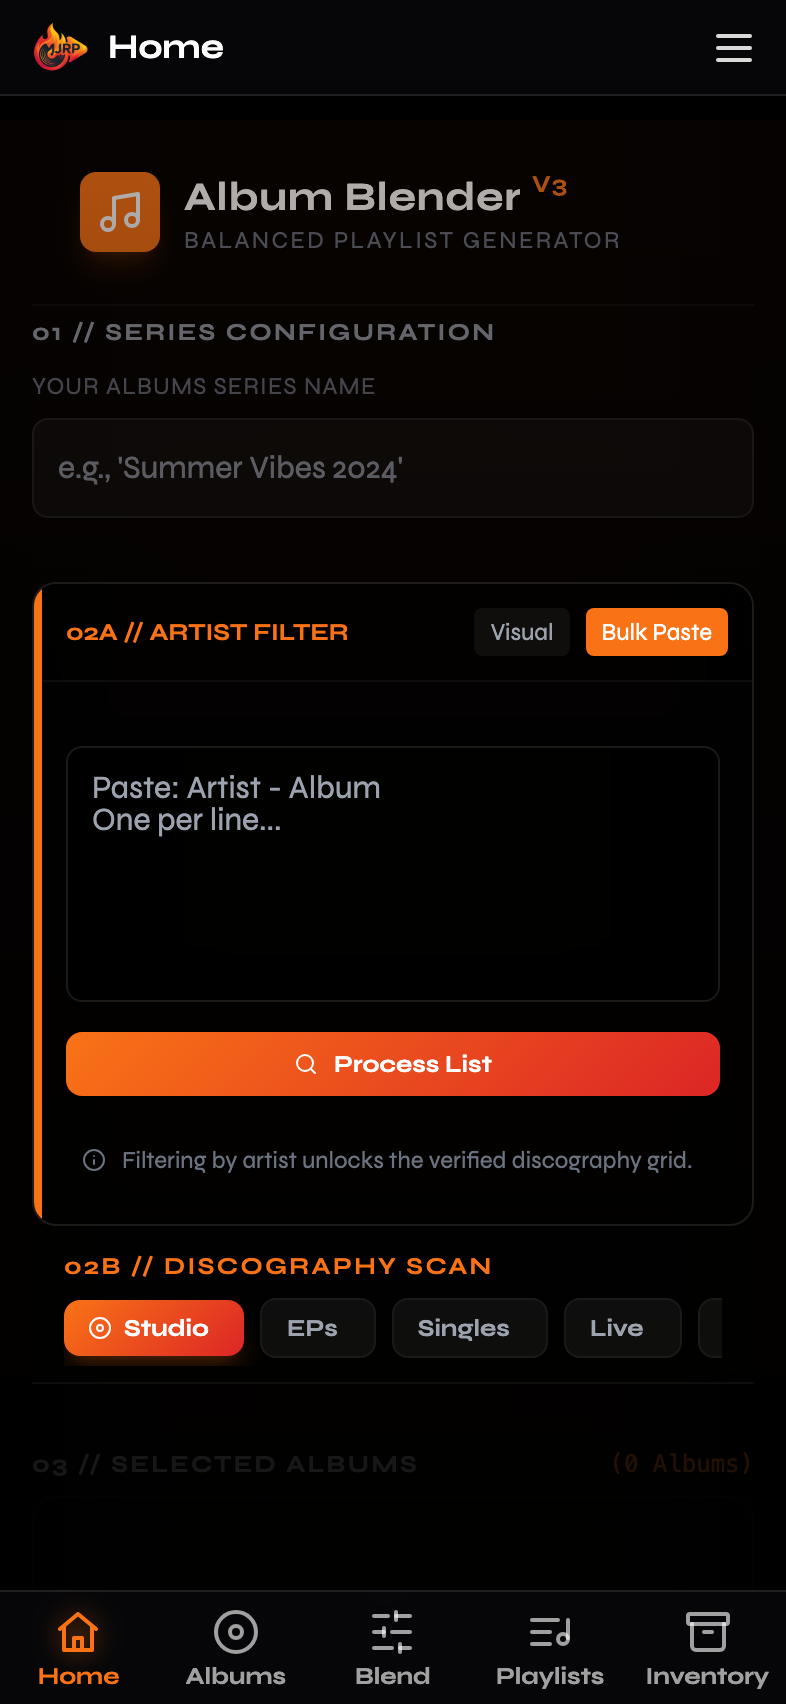 MJRP
Home
Album Blender V3
BALANCED PLAYLIST GENERATOR
01 // SERIES CONFIGURATION
YOUR ALBUMS SERIES NAME
e.g., 'Summer Vibes 2024'
02A // ARTIST FILTER
Visual
Bulk Paste
Paste: Artist - Album
One per line...
Process List
Filtering by artist unlocks the verified discography grid.
02B // DISCOGRAPHY SCAN
Studio
EPs
Singles
Live
03 // SELECTED ALBUMS
(0 Albums)
Home
Albums
Blend
Playlists
Inventory